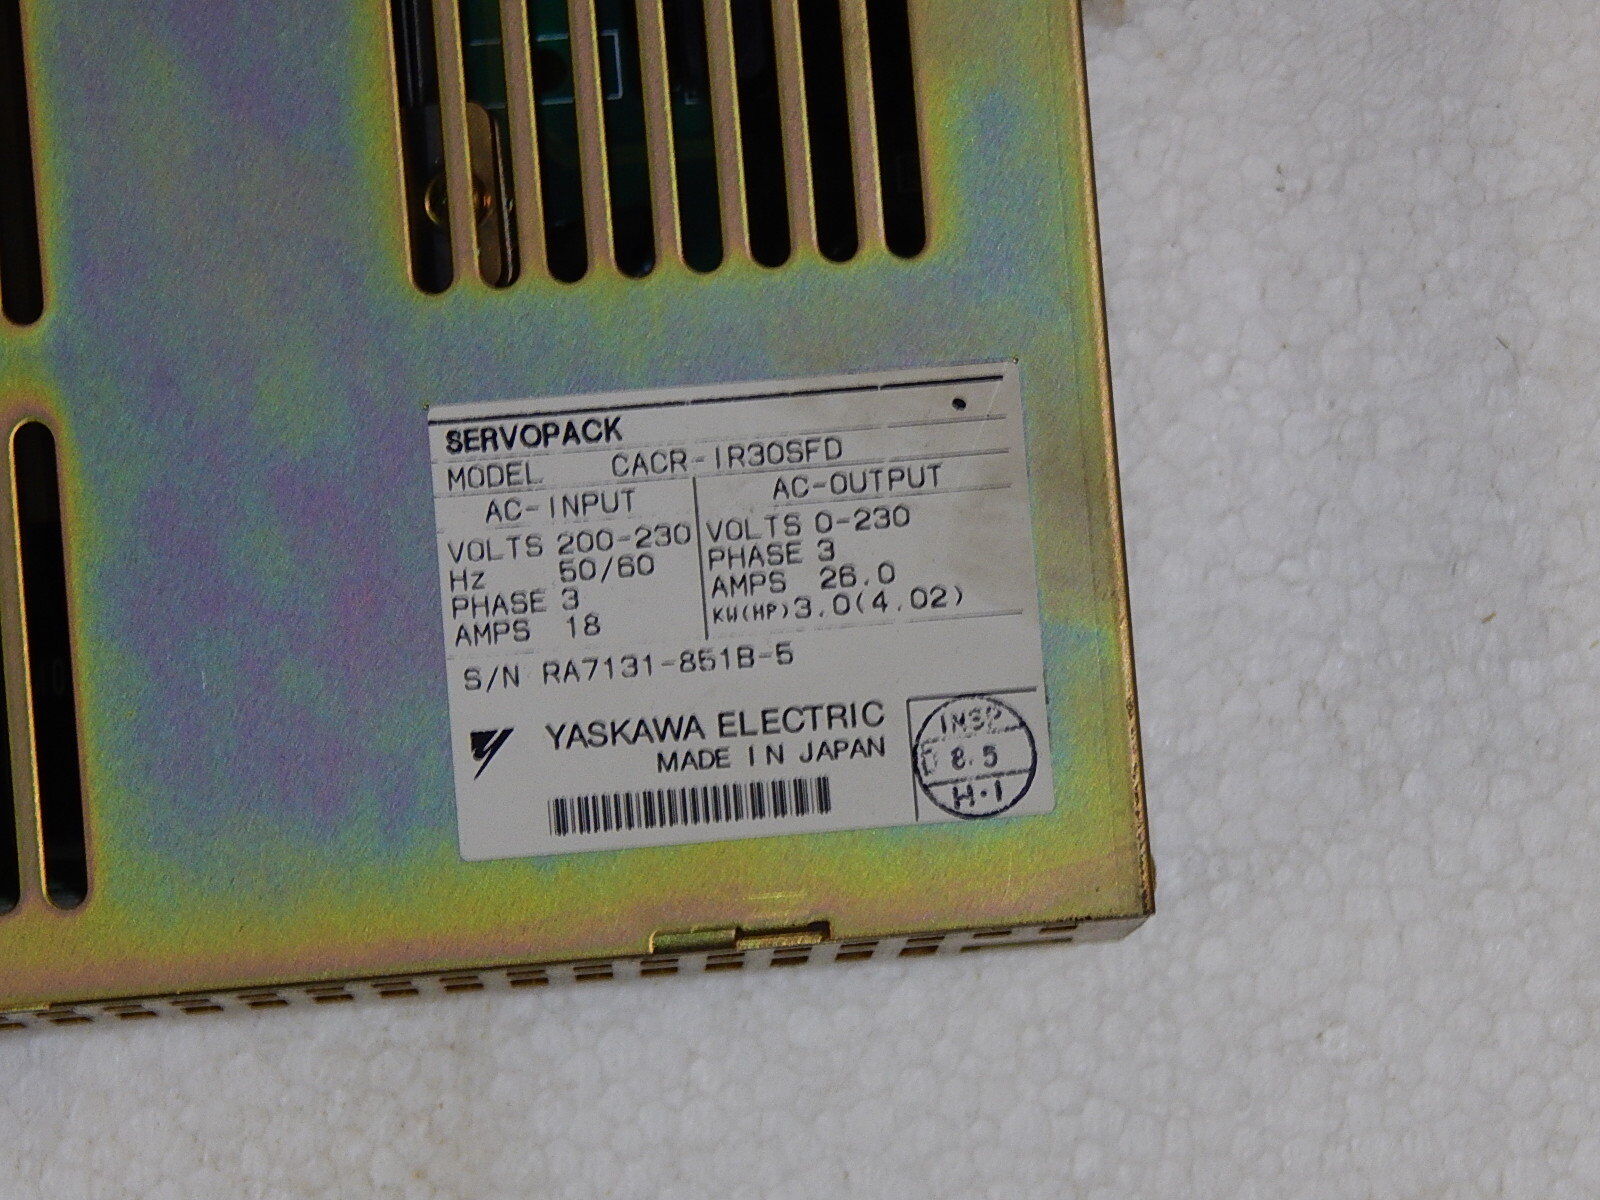 SERVOPACK
MODEL CACR-IR30SFD
AC-INPUT
VOLTS 200-230
Hz 50/60
PHASE 3
AMPS 18
AC-OUTPUT
VOLTS 0-230
PHASE 3
AMPS 26.0
KW(HP)3.0(4.02)
S/N RA7131-851B-5
YASKAWA ELECTRIC
MADE IN JAPAN
INSP
8.5
H.I